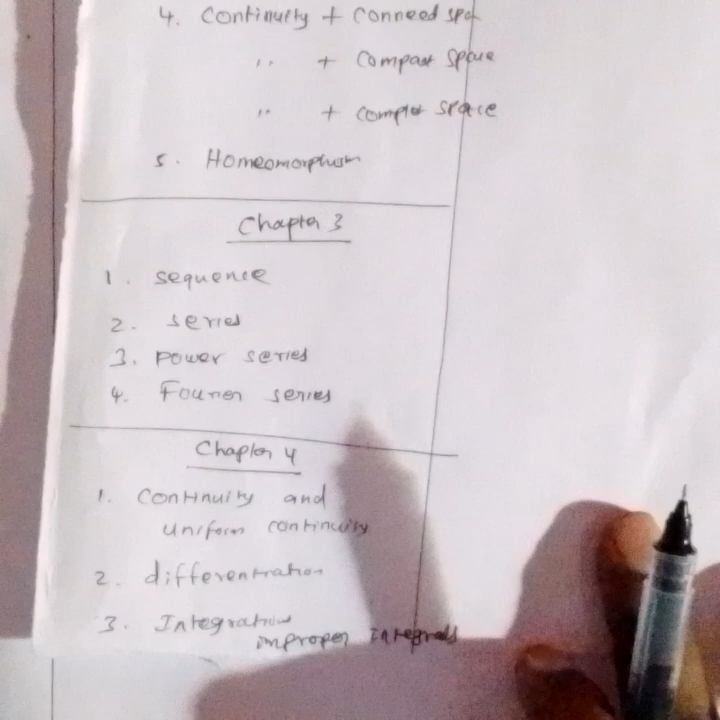 4. Continuity + Conneed spa
,, + Compact space
,, + complet space
5. Homeomorphism
Chapter 3
1. sequence
2. series
3. power series
4. Fourier series
Chapter 4
1. Continuity and
uniform continuity
2. differentiation
3. Integration
improper integrals